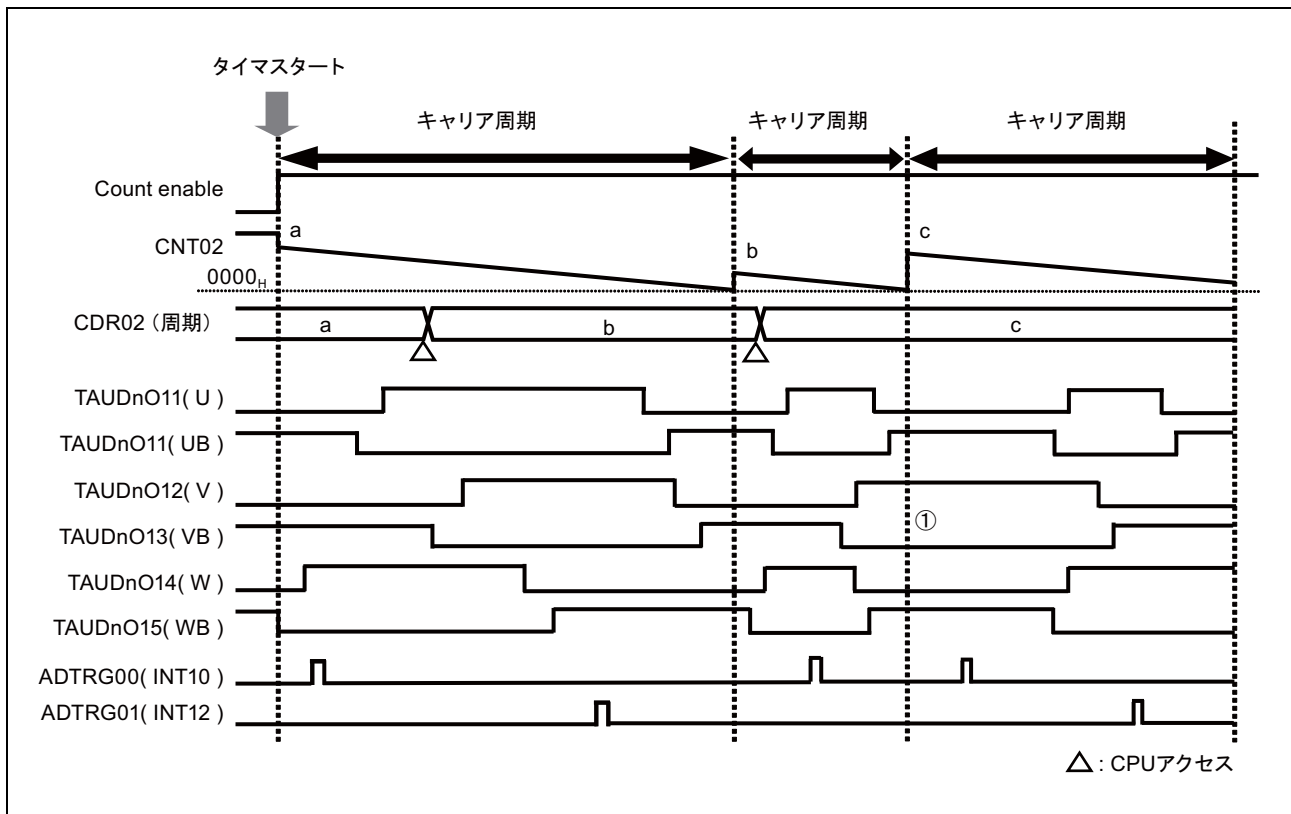 タイマスタート
キャリア周期 キャリア周期 キャリア周期
Count enable
CNT02
a
b
c
0000H
CDR02（周期）
a b c
TAUDnO11( U )
TAUDnO11( UB )
TAUDnO12( V )
TAUDnO13( VB )
①
TAUDnO14( W )
TAUDnO15( WB )
ADTRG00( INT10 )
ADTRG01( INT12 )
△ : CPUアクセス